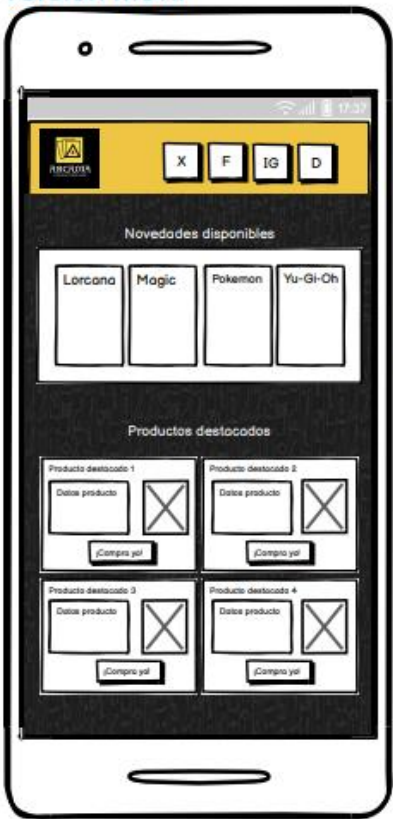 17:37
ARCADIA
X F IG D
Novedades disponibles
Lorcana Magic Pokemon Yu-Gi-Oh
Productos destacados
Producto destacado 1 Producto destacado 2
Datos producto Datos producto
¡Compra ya! ¡Compra ya!
Producto destacado 3 Producto destacado 4
Datos producto Datos producto
¡Compra ya! ¡Compra ya!